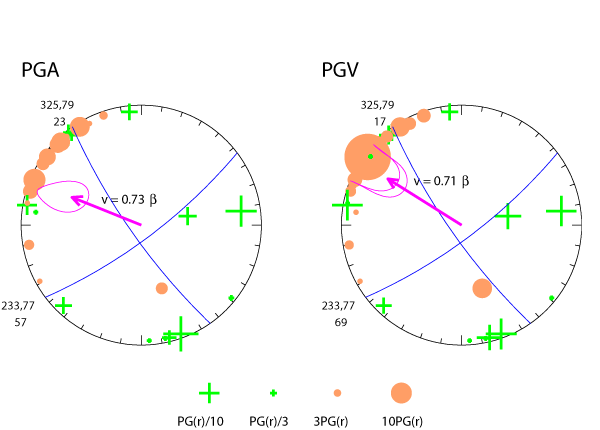 PGA
PGV
325,79
23
325,79
17
v = 0.73 β
v = 0.71 β
233,77
57
233,77
69
PG(r)/10
PG(r)/3
3PG(r)
10PG(r)